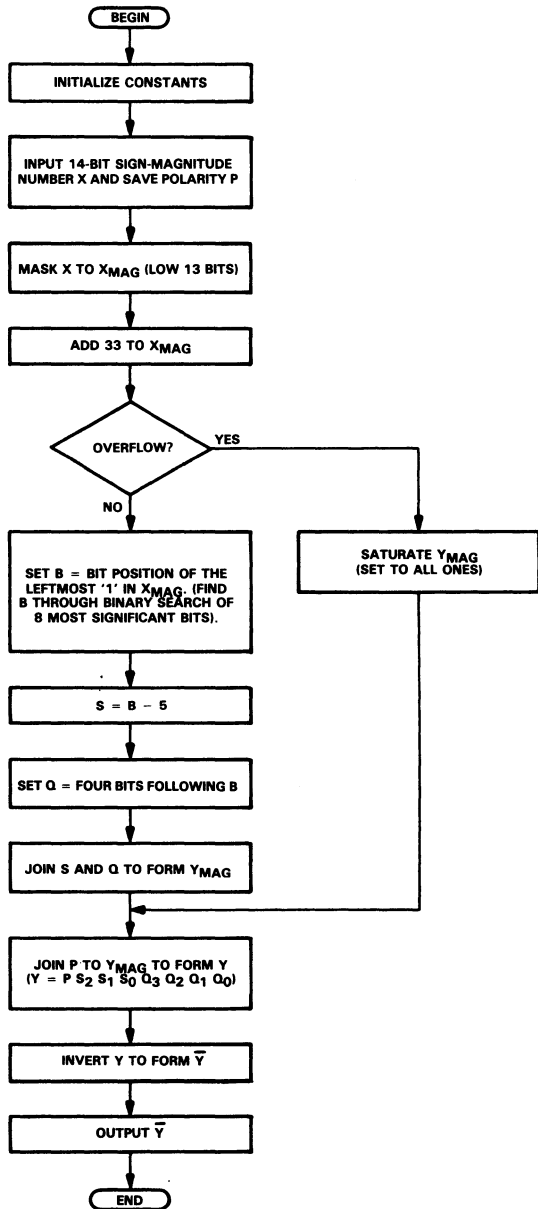 BEGIN
INITIALIZE CONSTANTS
INPUT 14-BIT SIGN-MAGNITUDE
NUMBER X AND SAVE POLARITY P
MASK X TO XMAG (LOW 13 BITS)
ADD 33 TO XMAG
OVERFLOW?
YES
NO
SET B = BIT POSITION OF THE
LEFTMOST '1' IN XMAG. (FIND
B THROUGH BINARY SEARCH OF
8 MOST SIGNIFICANT BITS).
SATURATE YMAG
(SET TO ALL ONES)
S = B − 5
SET Q = FOUR BITS FOLLOWING B
JOIN S AND Q TO FORM YMAG
JOIN P TO YMAG TO FORM Y
(Y = P S2 S1 S0 Q3 Q2 Q1 Q0)
INVERT Y TO FORM Y̅
OUTPUT Y̅
END